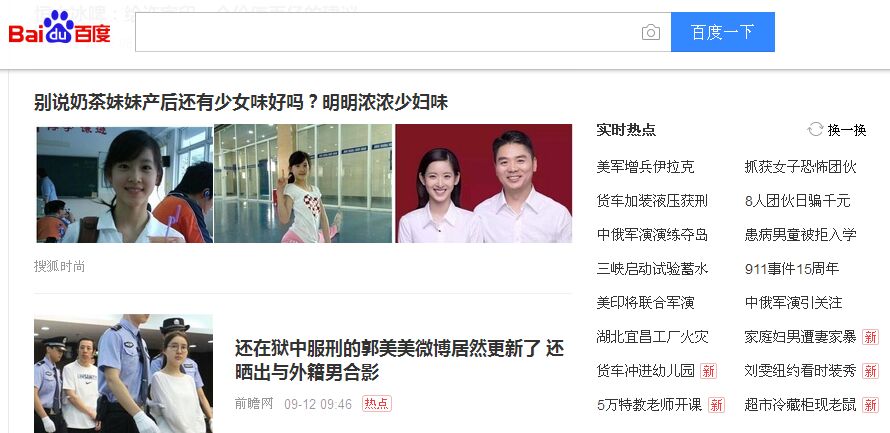 Bai du 百度
百度一下
别说奶茶妹妹产后还有少女味好吗？明明浓浓少妇味
搜狐时尚
还在狱中服刑的郭美美微博居然更新了 还
晒出与外籍男合影
前瞻网 09-12 09:46 热点
实时热点 换一换
美军增兵伊拉克 抓获女子恐怖团伙
货车加装液压获刑 8人团伙日骗千元
中俄军演演练夺岛 患病男童被拒入学
三峡启动试验蓄水 911事件15周年
美印将联合军演 中俄军演引关注
湖北宜昌工厂火灾 家庭妇男遭妻家暴 新
货车冲进幼儿园 新 刘雯纽约看时装秀 新
5万特教老师开课 新 超市冷藏柜现老鼠 新